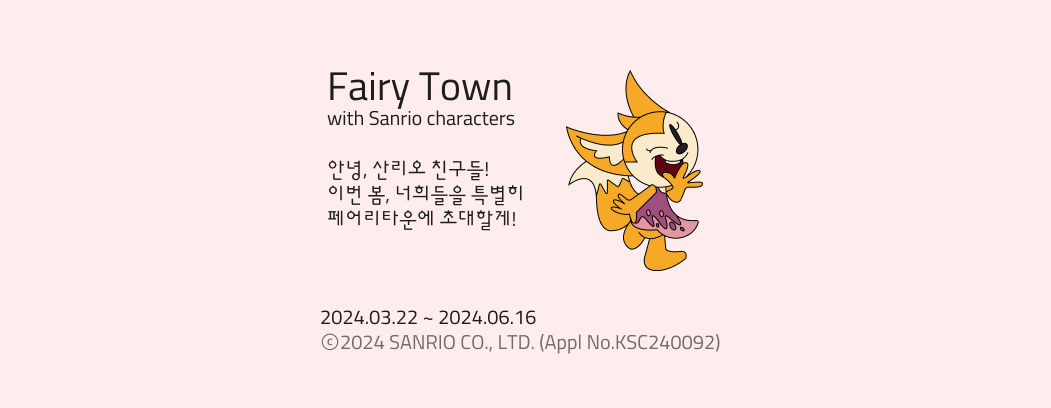 Fairy Town
with Sanrio characters
안녕, 산리오 친구들!
이번 봄, 너희들을 특별히
페어리타운에 초대할게!
2024.03.22 ~ 2024.06.16
ⓒ2024 SANRIO CO., LTD. (Appl No.KSC240092)